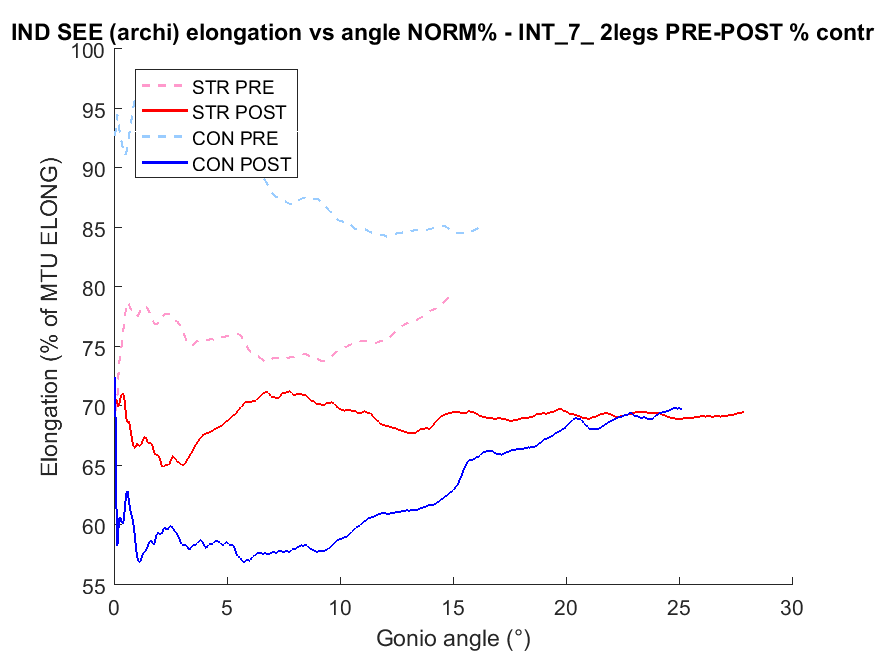 IND SEE (archi) elongation vs angle NORM% - INT_7_ 2legs PRE-POST % contr
100
95
90
85
80
75
70
65
60
55
Elongation (% of MTU ELONG)
STR PRE
STR POST
CON PRE
CON POST
0 5 10 15 20 25 30
Gonio angle (°)